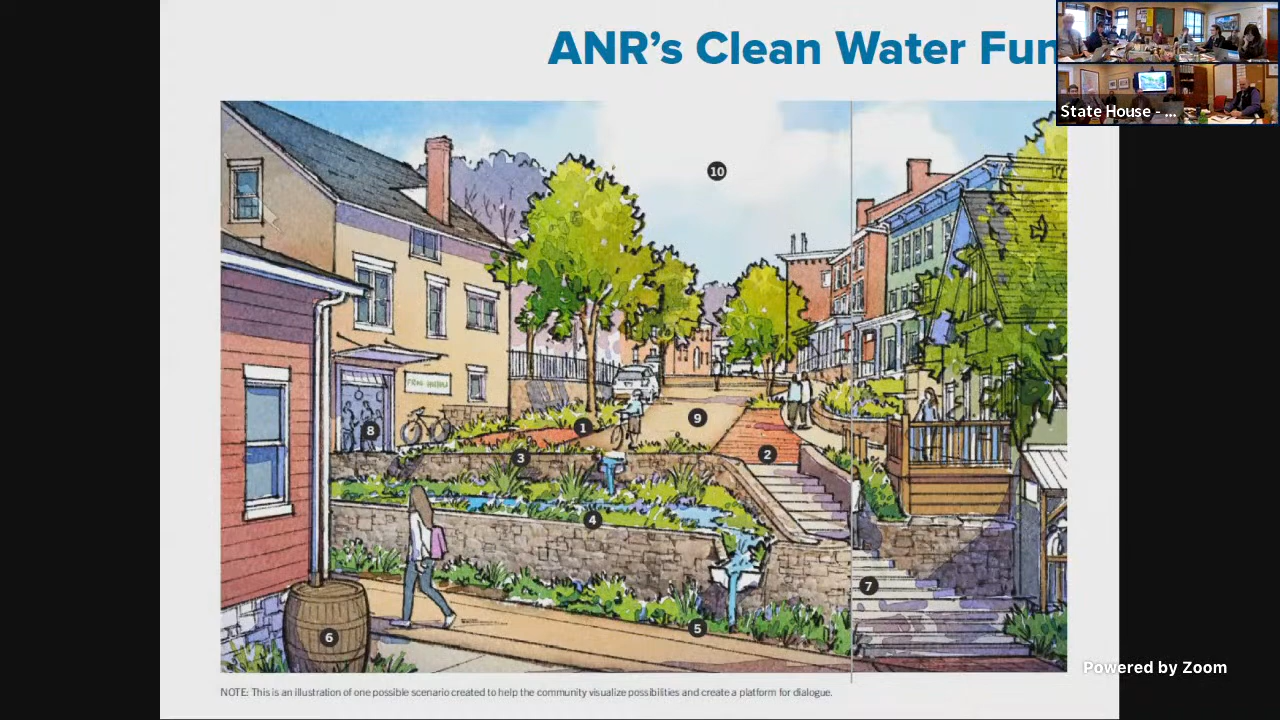 ANR's Clean Water Fun
State House - ...
10
8
1
9
3
2
4
7
6
5
Powered by Zoom
NOTE: This is an illustration of one possible scenario created to help the community visualize possibilities and create a platform for dialogue.